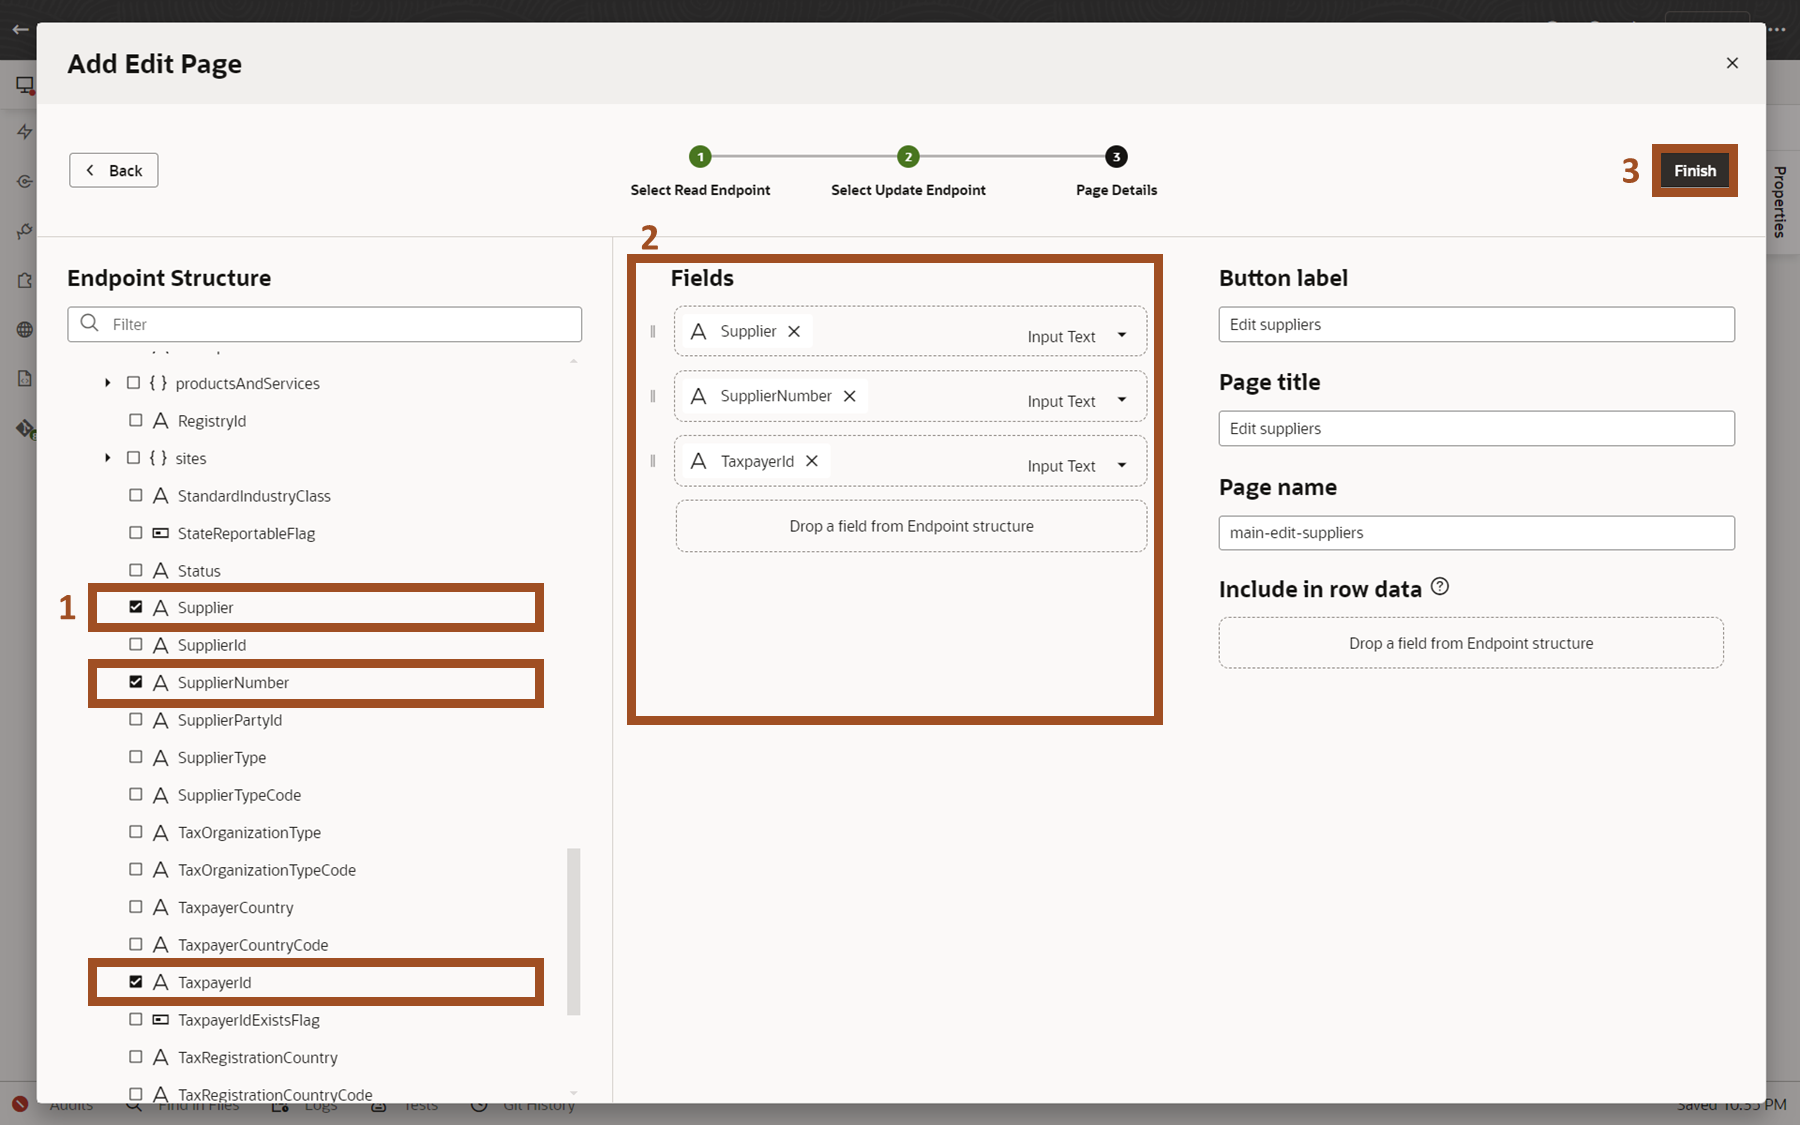 Add Edit Page
Back
1
2
3
Select Read Endpoint
Select Update Endpoint
Page Details
3
Finish
Properties
Endpoint Structure
Filter
productsAndServices
RegistryId
sites
StandardIndustryClass
StateReportableFlag
Status
1
Supplier
SupplierId
SupplierNumber
SupplierPartyId
SupplierType
SupplierTypeCode
TaxOrganizationType
TaxOrganizationTypeCode
TaxpayerCountry
TaxpayerCountryCode
TaxpayerId
TaxpayerIdExistsFlag
TaxRegistrationCountry
TaxRegistrationCountryCode
2
Fields
Supplier
Input Text
SupplierNumber
Input Text
TaxpayerId
Input Text
Drop a field from Endpoint structure
Button label
Edit suppliers
Page title
Edit suppliers
Page name
main-edit-suppliers
Include in row data
Drop a field from Endpoint structure
Audits
Find in Files
Logs
Tests
Git History
Saved 10:35 PM